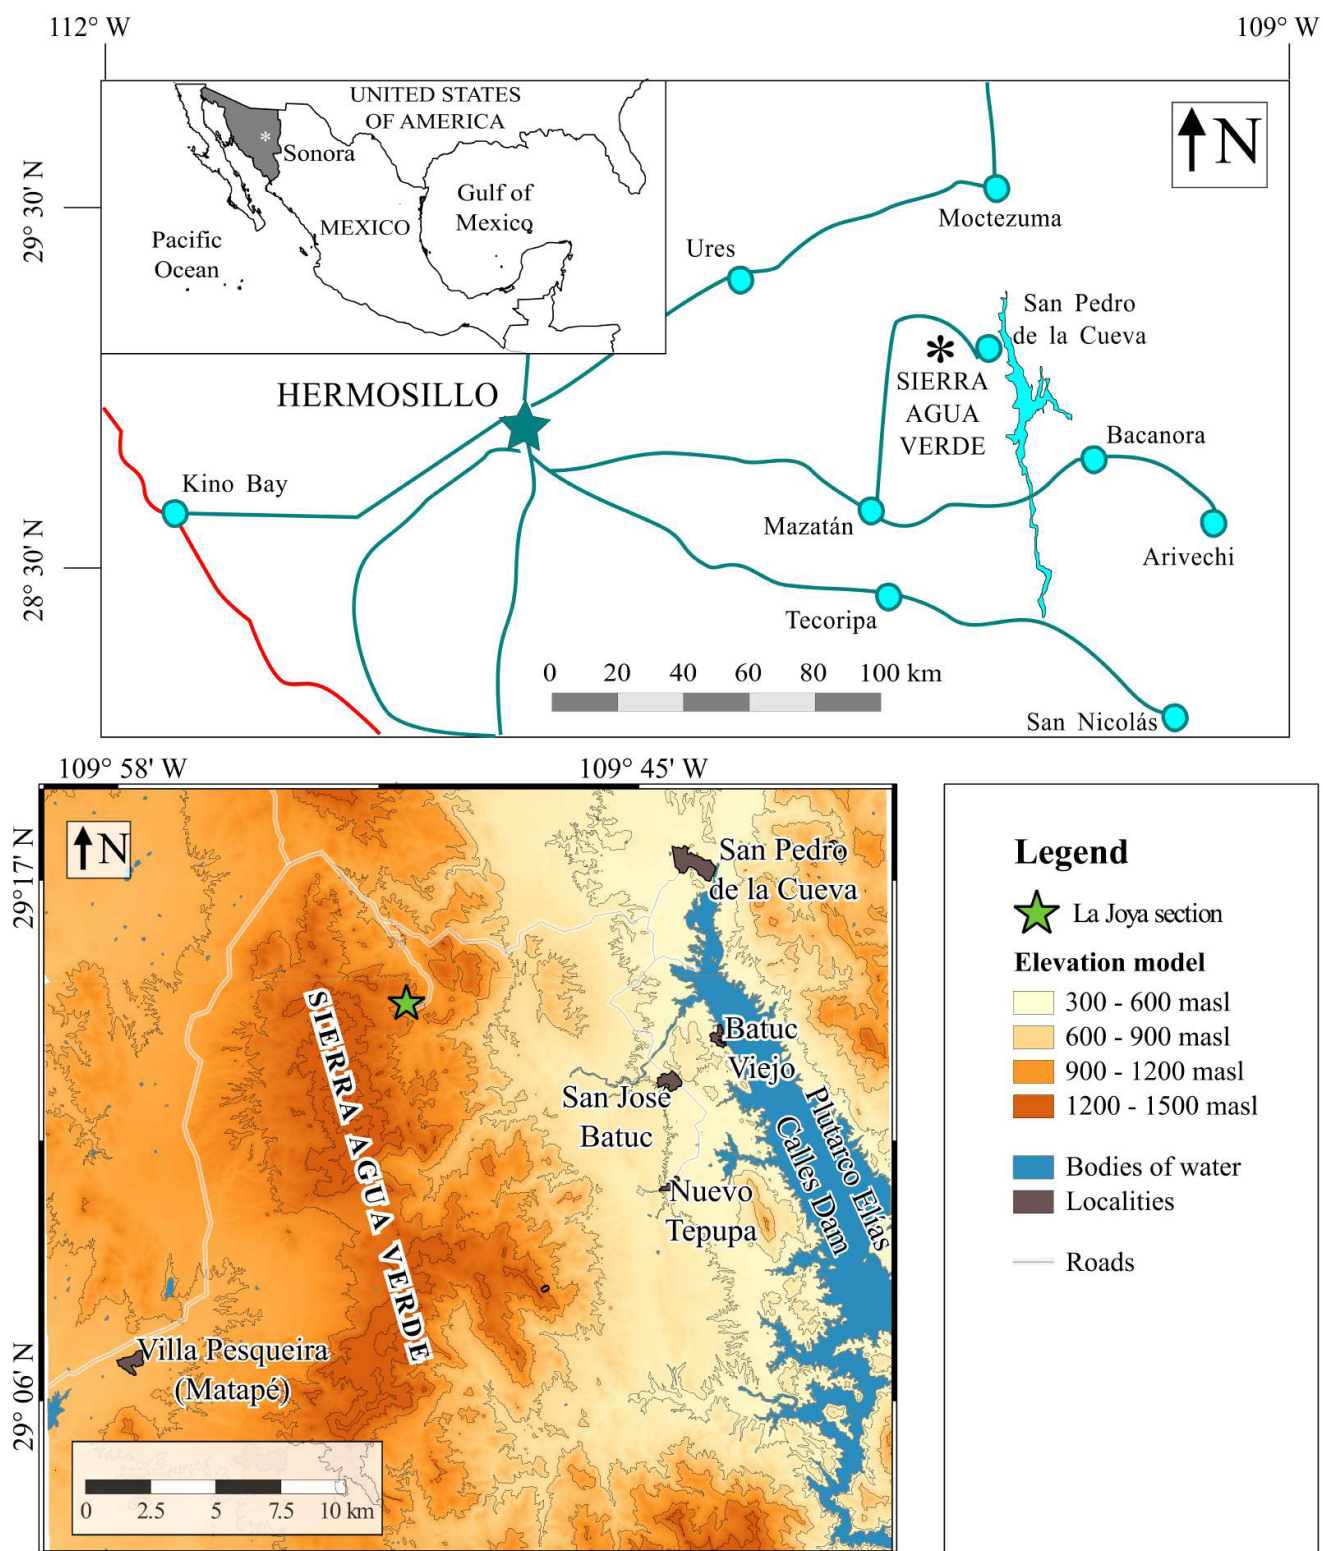 112° W
109° W
29° 30' N
28° 30' N
UNITED STATES
OF AMERICA
*
Sonora
Gulf of
Mexico
MEXICO
Pacific
Ocean
N
Moctezuma
Ures
San Pedro
de la Cueva
*
SIERRA
AGUA
VERDE
HERMOSILLO
Bacanora
Kino Bay
Mazatán
Arivechi
Tecoripa
0 20 40 60 80 100 km
San Nicolás
109° 58' W
109° 45' W
29° 17' N
29° 06' N
N
San Pedro
de la Cueva
SIERRA AGUA VERDE
Batuc
Viejo
San José
Batuc
Plutarco Elías
Calles Dam
Nuevo
Tepupa
Villa Pesqueira
(Matapé)
0 2.5 5 7.5 10 km
Legend
La Joya section
Elevation model
300 - 600 masl
600 - 900 masl
900 - 1200 masl
1200 - 1500 masl
Bodies of water
Localities
Roads